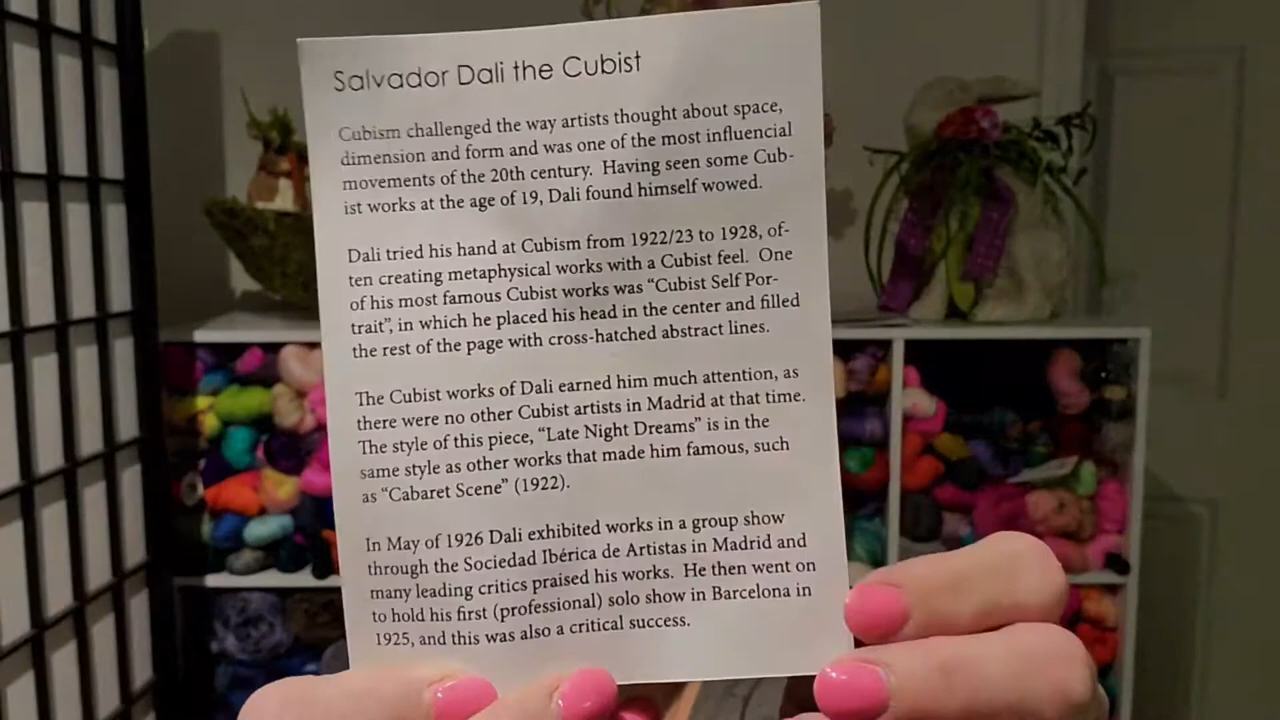 Salvador Dali the Cubist
Cubism challenged the way artists thought about space,
dimension and form and was one of the most influential
movements of the 20th century.  Having seen some Cub-
ist works at the age of 19, Dali found himself wowed.
Dali tried his hand at Cubism from 1922/23 to 1928, of-
ten creating metaphysical works with a Cubist feel.  One
of his most famous Cubist works was “Cubist Self Por-
trait”, in which he placed his head in the center and filled
the rest of the page with cross-hatched abstract lines.
The Cubist works of Dali earned him much attention, as
there were no other Cubist artists in Madrid at that time.
The style of this piece, “Late Night Dreams” is in the
same style as other works that made him famous, such
as “Cabaret Scene” (1922).
In May of 1926 Dali exhibited works in a group show
through the Sociedad Ibérica de Artistas in Madrid and
many leading critics praised his works.  He then went on
to hold his first (professional) solo show in Barcelona in
1925, and this was also a critical success.